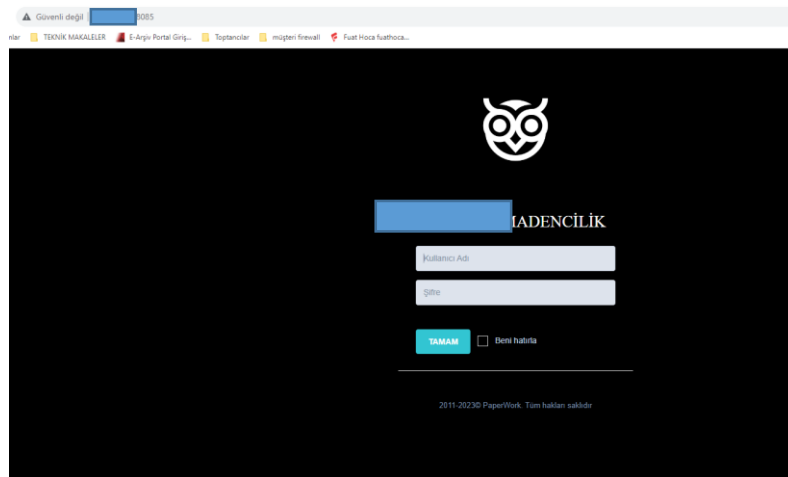 Güvenli değil 8085
nlar TEKNİK MAKALELER E-Arşiv Portal Giriş... Toptancılar müşteri firewall Fuat Hoca fuathoca...
MADENCİLİK
Kullanıcı Adı
Şifre
TAMAM Beni hatırla
2011-2023© PaperWork. Tüm hakları saklıdır